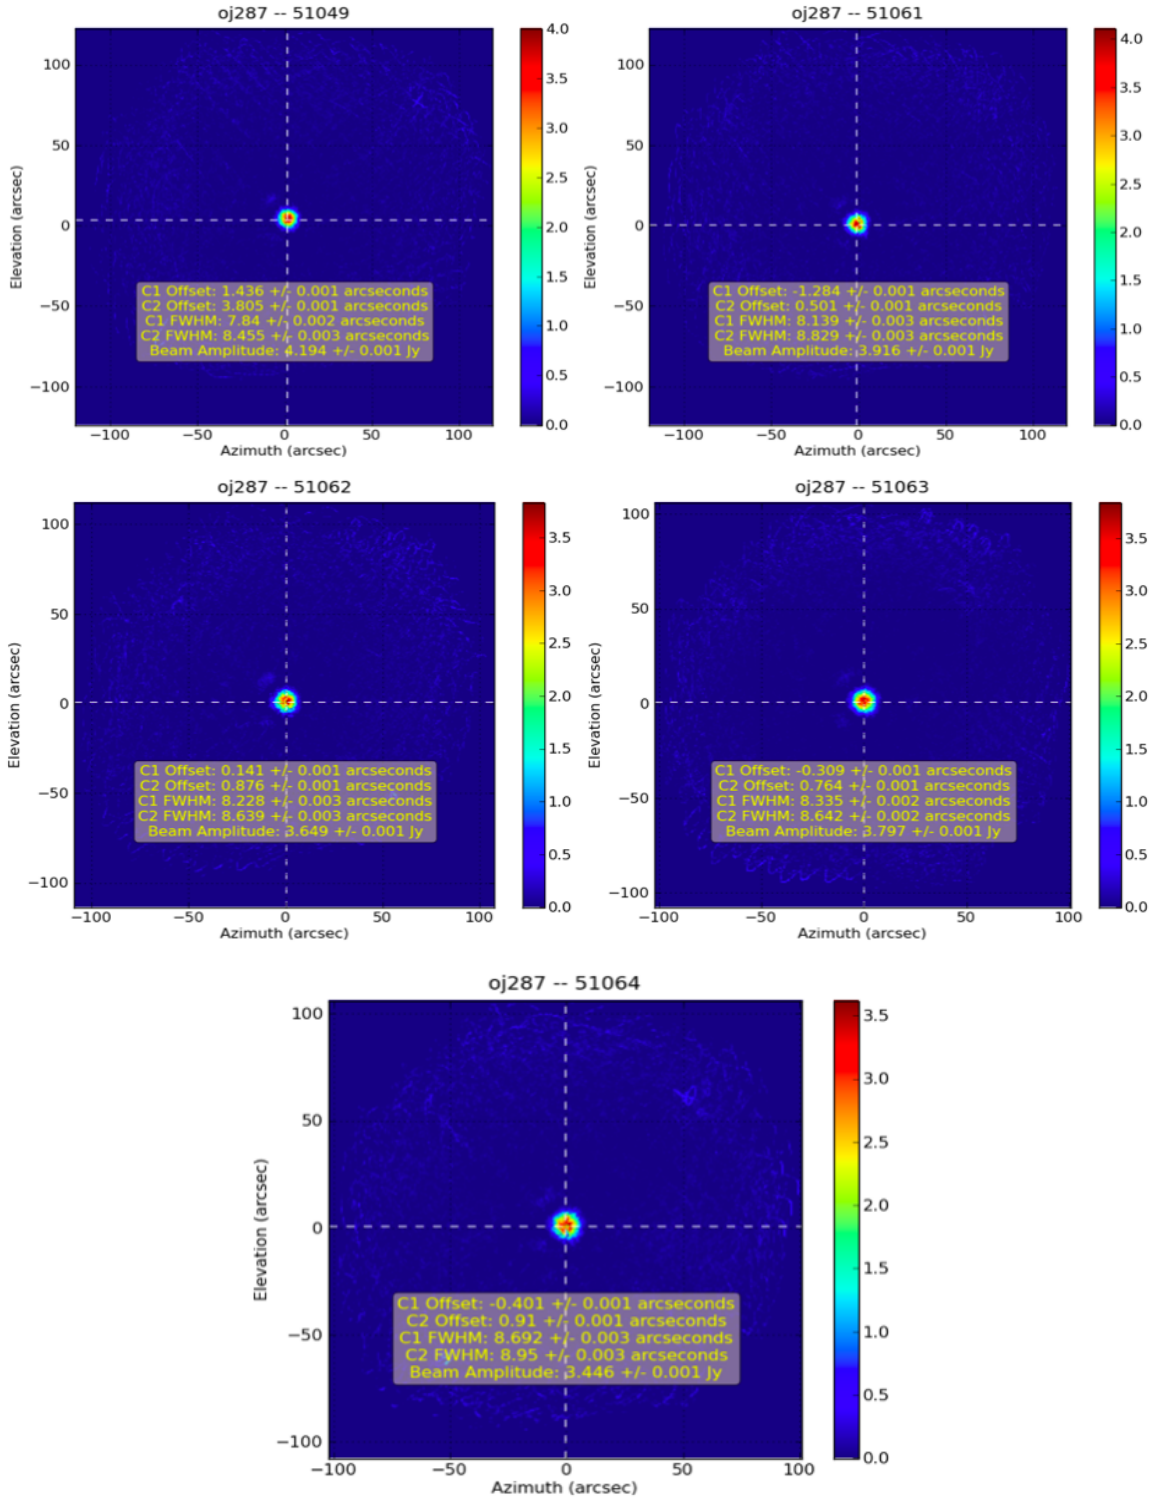 oj287 -- 51049
4.0
3.5
3.0
2.5
2.0
1.5
1.0
0.5
0.0
100
50
0
−50
−100
Elevation (arcsec)
C1 Offset: 1.436 +/- 0.001 arcseconds
C2 Offset: 3.805 +/- 0.001 arcseconds
C1 FWHM: 7.84 +/- 0.002 arcseconds
C2 FWHM: 8.455 +/- 0.003 arcseconds
Beam Amplitude: 4.194 +/- 0.001 Jy
−100 −50 0 50 100
Azimuth (arcsec)
oj287 -- 51061
4.0
3.5
3.0
2.5
2.0
1.5
1.0
0.5
0.0
100
50
0
−50
−100
Elevation (arcsec)
C1 Offset: -1.284 +/- 0.001 arcseconds
C2 Offset: 0.501 +/- 0.001 arcseconds
C1 FWHM: 8.139 +/- 0.003 arcseconds
C2 FWHM: 8.829 +/- 0.003 arcseconds
Beam Amplitude: 3.916 +/- 0.001 Jy
−100 −50 0 50 100
Azimuth (arcsec)
oj287 -- 51062
3.5
3.0
2.5
2.0
1.5
1.0
0.5
0.0
100
50
0
−50
−100
Elevation (arcsec)
C1 Offset: 0.141 +/- 0.001 arcseconds
C2 Offset: 0.876 +/- 0.001 arcseconds
C1 FWHM: 8.228 +/- 0.003 arcseconds
C2 FWHM: 8.639 +/- 0.003 arcseconds
Beam Amplitude: 3.649 +/- 0.001 Jy
−100 −50 0 50 100
Azimuth (arcsec)
oj287 -- 51063
3.5
3.0
2.5
2.0
1.5
1.0
0.5
0.0
100
50
0
−50
−100
Elevation (arcsec)
C1 Offset: -0.309 +/- 0.001 arcseconds
C2 Offset: 0.764 +/- 0.001 arcseconds
C1 FWHM: 8.335 +/- 0.002 arcseconds
C2 FWHM: 8.642 +/- 0.002 arcseconds
Beam Amplitude: 3.797 +/- 0.001 Jy
−100 −50 0 50 100
Azimuth (arcsec)
oj287 -- 51064
3.5
3.0
2.5
2.0
1.5
1.0
0.5
0.0
100
50
0
−50
−100
Elevation (arcsec)
C1 Offset: -0.401 +/- 0.001 arcseconds
C2 Offset: 0.91 +/- 0.001 arcseconds
C1 FWHM: 8.692 +/- 0.003 arcseconds
C2 FWHM: 8.95 +/- 0.003 arcseconds
Beam Amplitude: 3.446 +/- 0.001 Jy
−100 −50 0 50 100
Azimuth (arcsec)